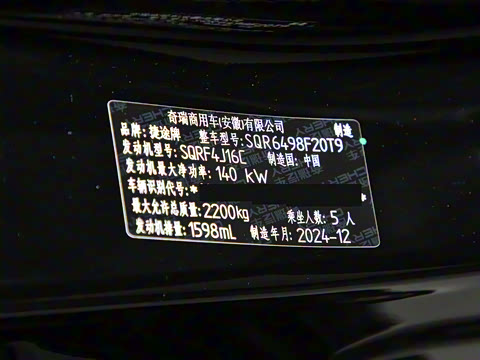 奇瑞商用车(安徽)有限公司 制造
品牌: 捷途牌 整车型号: SQR6498F20T9
发动机型号: SQRF4J16C 制造国: 中国
发动机最大净功率: 140 KW
车辆识别代号: * *
最大允许总质量: 2200kg 乘坐人数: 5 人
发动机排量: 1598mL 制造年月: 2024-12